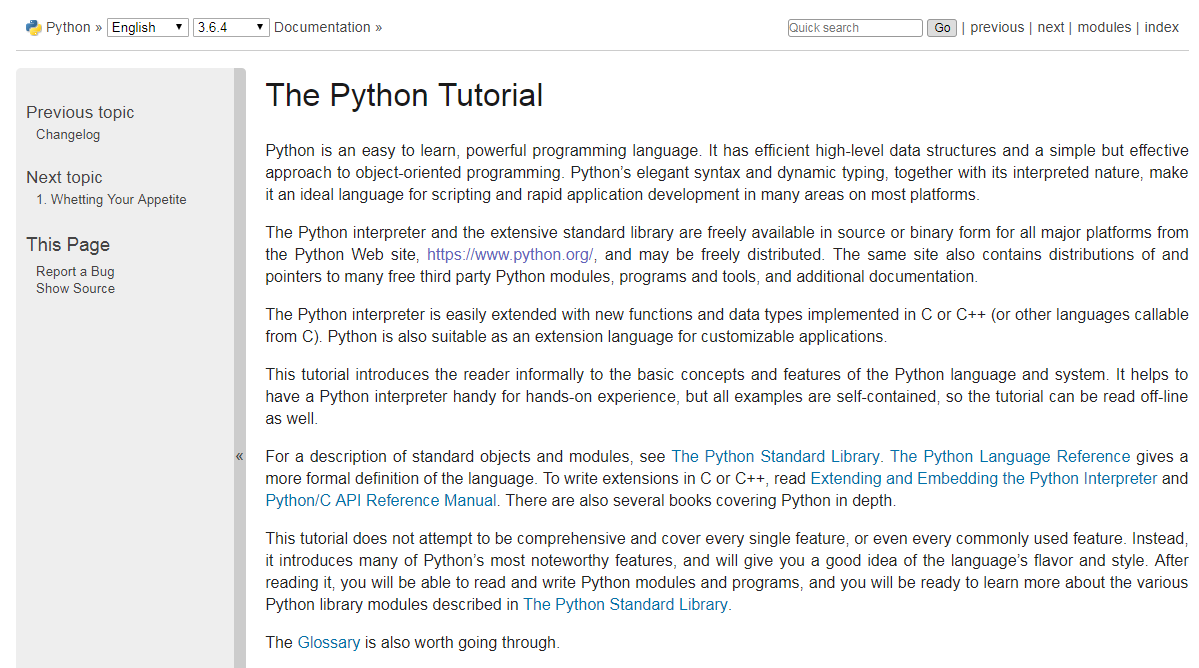 Python » English 3.6.4 Documentation » Quick search Go | previous | next | modules | index
Previous topic
Changelog
Next topic
1. Whetting Your Appetite
This Page
Report a Bug
Show Source
«
The Python Tutorial
Python is an easy to learn, powerful programming language. It has efficient high-level data structures and a simple but effective
approach to object-oriented programming. Python’s elegant syntax and dynamic typing, together with its interpreted nature, make
it an ideal language for scripting and rapid application development in many areas on most platforms.
The Python interpreter and the extensive standard library are freely available in source or binary form for all major platforms from
the Python Web site, https://www.python.org/, and may be freely distributed. The same site also contains distributions of and
pointers to many free third party Python modules, programs and tools, and additional documentation.
The Python interpreter is easily extended with new functions and data types implemented in C or C++ (or other languages callable
from C). Python is also suitable as an extension language for customizable applications.
This tutorial introduces the reader informally to the basic concepts and features of the Python language and system. It helps to
have a Python interpreter handy for hands-on experience, but all examples are self-contained, so the tutorial can be read off-line
as well.
For a description of standard objects and modules, see The Python Standard Library. The Python Language Reference gives a
more formal definition of the language. To write extensions in C or C++, read Extending and Embedding the Python Interpreter and
Python/C API Reference Manual. There are also several books covering Python in depth.
This tutorial does not attempt to be comprehensive and cover every single feature, or even every commonly used feature. Instead,
it introduces many of Python’s most noteworthy features, and will give you a good idea of the language’s flavor and style. After
reading it, you will be able to read and write Python modules and programs, and you will be ready to learn more about the various
Python library modules described in The Python Standard Library.
The Glossary is also worth going through.